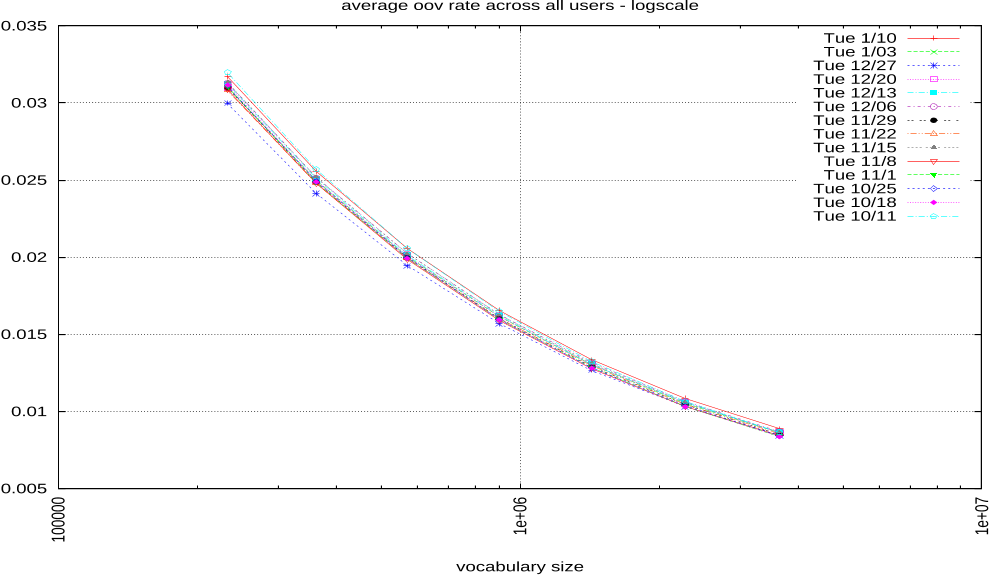 average oov rate across all users - logscale
0.035
0.03
0.025
0.02
0.015
0.01
0.005
Tue 1/10
Tue 1/03
Tue 12/27
Tue 12/20
Tue 12/13
Tue 12/06
Tue 11/29
Tue 11/22
Tue 11/15
Tue 11/8
Tue 11/1
Tue 10/25
Tue 10/18
Tue 10/11
100000
1e+06
1e+07
vocabulary size